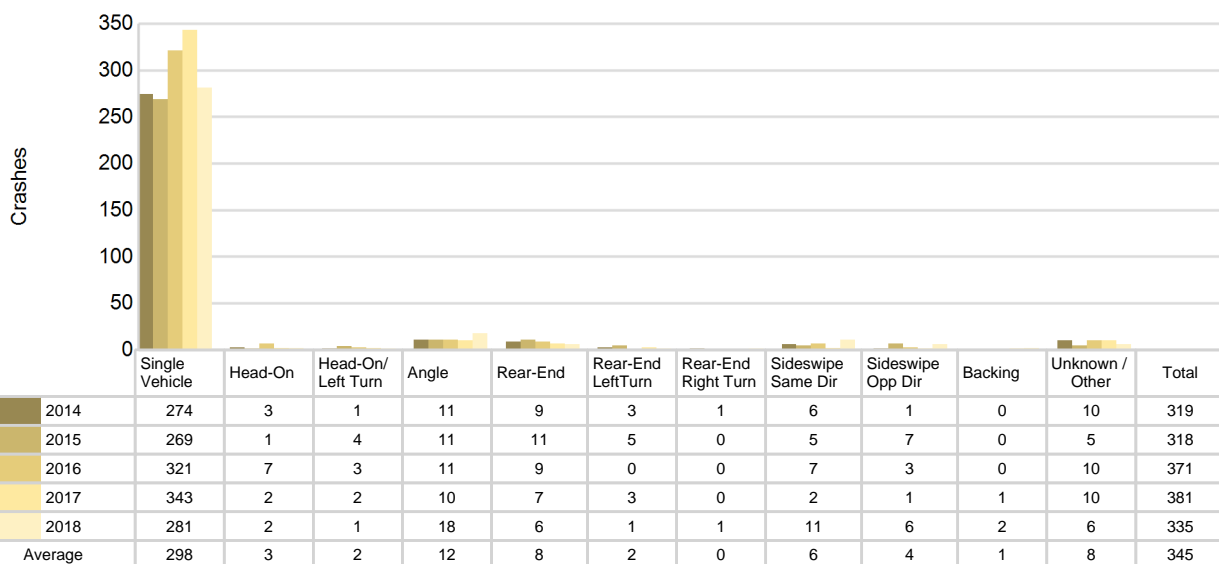 350
300
250
200
150
100
50
0
Crashes
Single Vehicle Head-On Head-On/ Left Turn Angle Rear-End Rear-End LeftTurn Rear-End Right Turn Sideswipe Same Dir Sideswipe Opp Dir Backing Unknown / Other Total
2014 274 3 1 11 9 3 1 6 1 0 10 319
2015 269 1 4 11 11 5 0 5 7 0 5 318
2016 321 7 3 11 9 0 0 7 3 0 10 371
2017 343 2 2 10 7 3 0 2 1 1 10 381
2018 281 2 1 18 6 1 1 11 6 2 6 335
Average 298 3 2 12 8 2 0 6 4 1 8 345